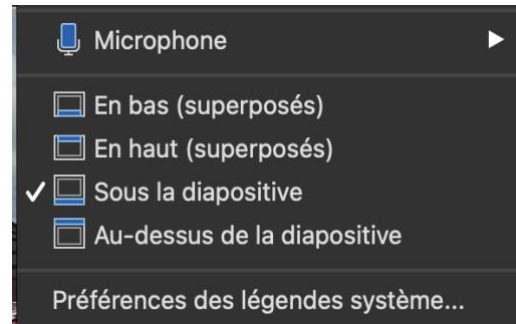 Microphone
En bas (superposés)
En haut (superposés)
Sous la diapositive
Au-dessus de la diapositive
Préférences des légendes système...